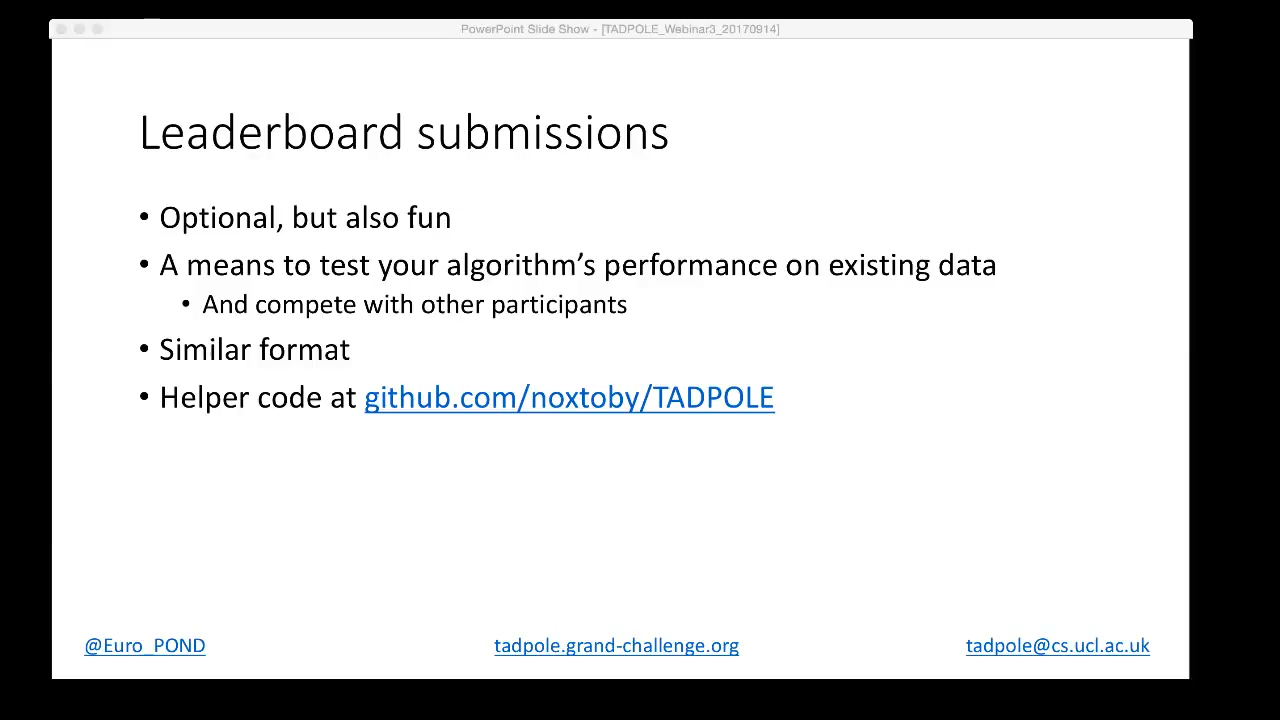 PowerPoint Slide Show - [TADPOLE_Webinar3_20170914]
Leaderboard submissions
• Optional, but also fun
• A means to test your algorithm’s performance on existing data
• And compete with other participants
• Similar format
• Helper code at github.com/noxtoby/TADPOLE
@Euro_POND
tadpole.grand-challenge.org
tadpole@cs.ucl.ac.uk